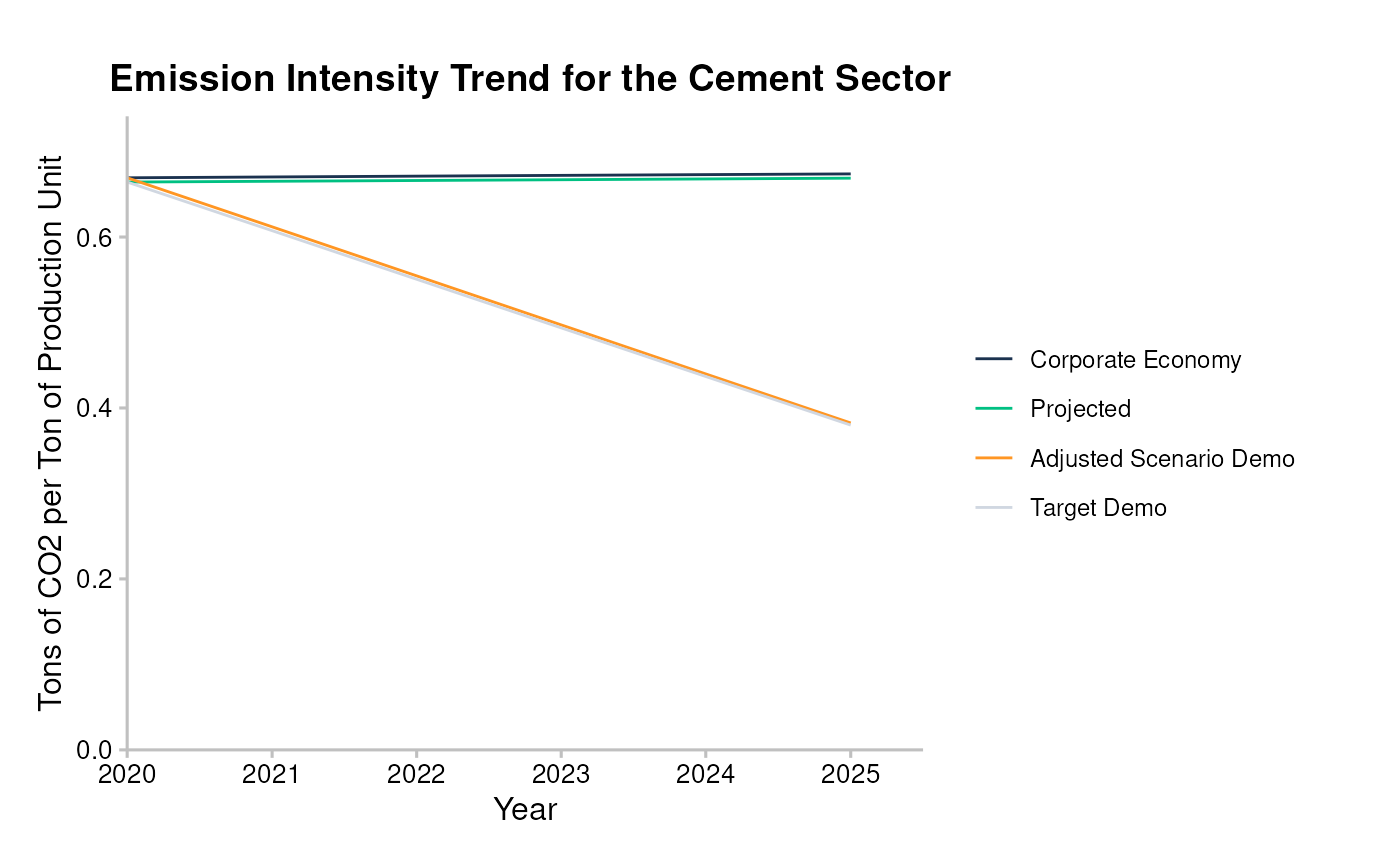 Emission Intensity Trend for the Cement Sector
Tons of CO2 per Ton of Production Unit
0.6
0.4
0.2
0.0
2020 2021 2022 2023 2024 2025
Year
Corporate Economy
Projected
Adjusted Scenario Demo
Target Demo